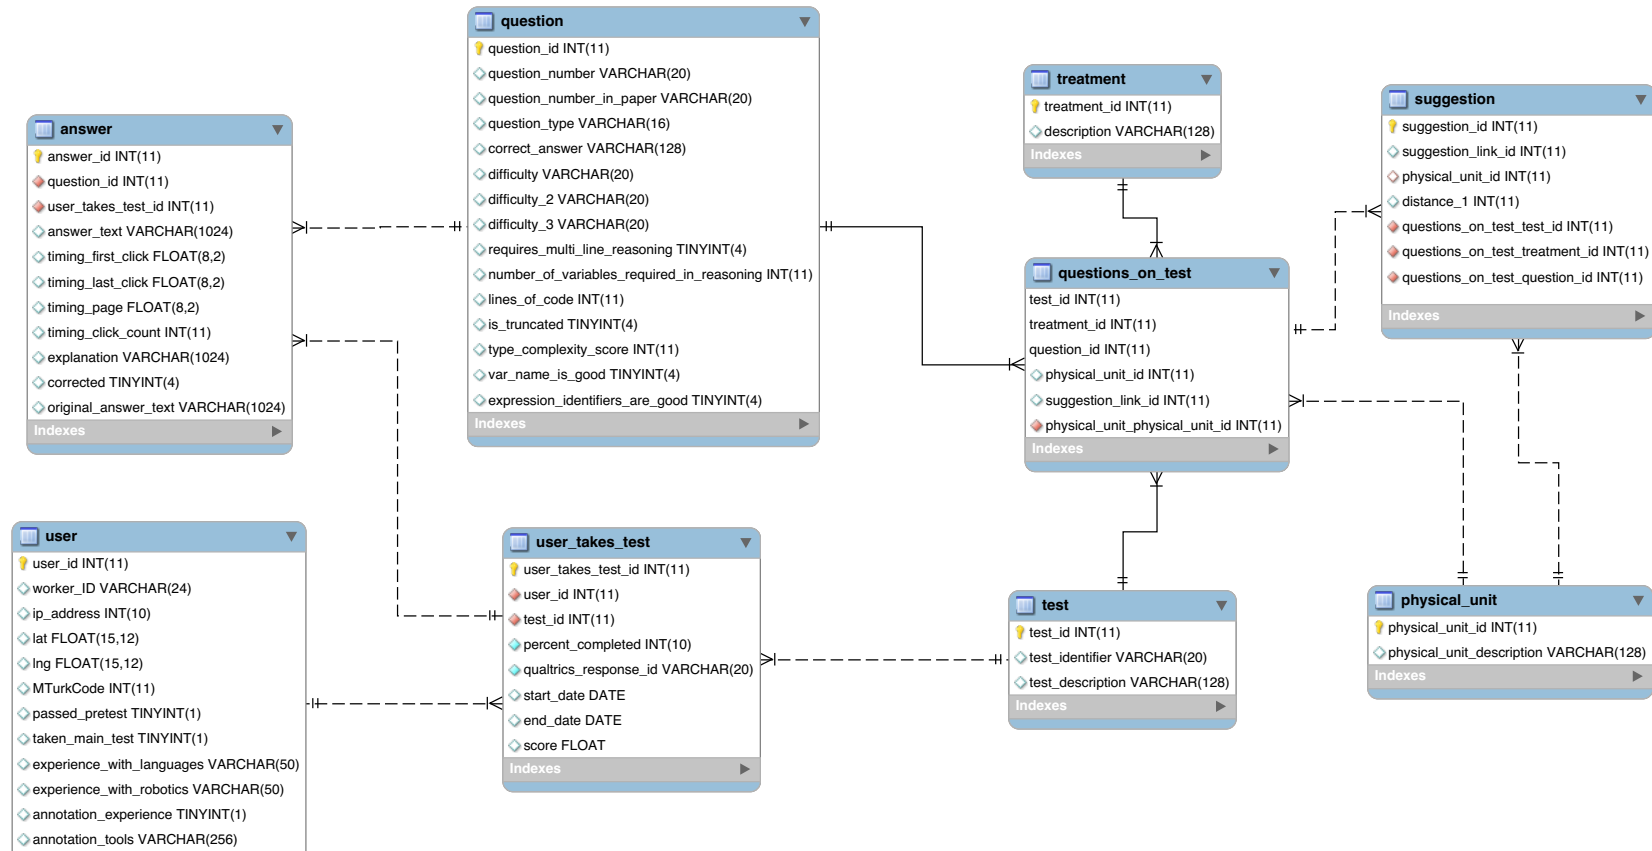 question
question_id INT(11)
question_number VARCHAR(20)
question_number_in_paper VARCHAR(20)
question_type VARCHAR(16)
correct_answer VARCHAR(128)
difficulty VARCHAR(20)
difficulty_2 VARCHAR(20)
difficulty_3 VARCHAR(20)
requires_multi_line_reasoning TINYINT(4)
number_of_variables_required_in_reasoning INT(11)
lines_of_code INT(11)
is_truncated TINYINT(4)
type_complexity_score INT(11)
var_name_is_good TINYINT(4)
expression_identifiers_are_good TINYINT(4)
Indexes
treatment
treatment_id INT(11)
description VARCHAR(128)
Indexes
suggestion
suggestion_id INT(11)
suggestion_link_id INT(11)
physical_unit_id INT(11)
distance_1 INT(11)
questions_on_test_test_id INT(11)
questions_on_test_treatment_id INT(11)
questions_on_test_question_id INT(11)
Indexes
answer
answer_id INT(11)
question_id INT(11)
user_takes_test_id INT(11)
answer_text VARCHAR(1024)
timing_first_click FLOAT(8,2)
timing_last_click FLOAT(8,2)
timing_page FLOAT(8,2)
timing_click_count INT(11)
explanation VARCHAR(1024)
corrected TINYINT(4)
original_answer_text VARCHAR(1024)
Indexes
questions_on_test
test_id INT(11)
treatment_id INT(11)
question_id INT(11)
physical_unit_id INT(11)
suggestion_link_id INT(11)
physical_unit_physical_unit_id INT(11)
Indexes
user
user_id INT(11)
worker_ID VARCHAR(24)
ip_address INT(10)
lat FLOAT(15,12)
lng FLOAT(15,12)
MTurkCode INT(11)
passed_pretest TINYINT(1)
taken_main_test TINYINT(1)
experience_with_languages VARCHAR(50)
experience_with_robotics VARCHAR(50)
annotation_experience TINYINT(1)
annotation_tools VARCHAR(256)
user_takes_test
user_takes_test_id INT(11)
user_id INT(11)
test_id INT(11)
percent_completed INT(10)
qualtrics_response_id VARCHAR(20)
start_date DATE
end_date DATE
score FLOAT
Indexes
test
test_id INT(11)
test_identifier VARCHAR(20)
test_description VARCHAR(128)
Indexes
physical_unit
physical_unit_id INT(11)
physical_unit_description VARCHAR(128)
Indexes